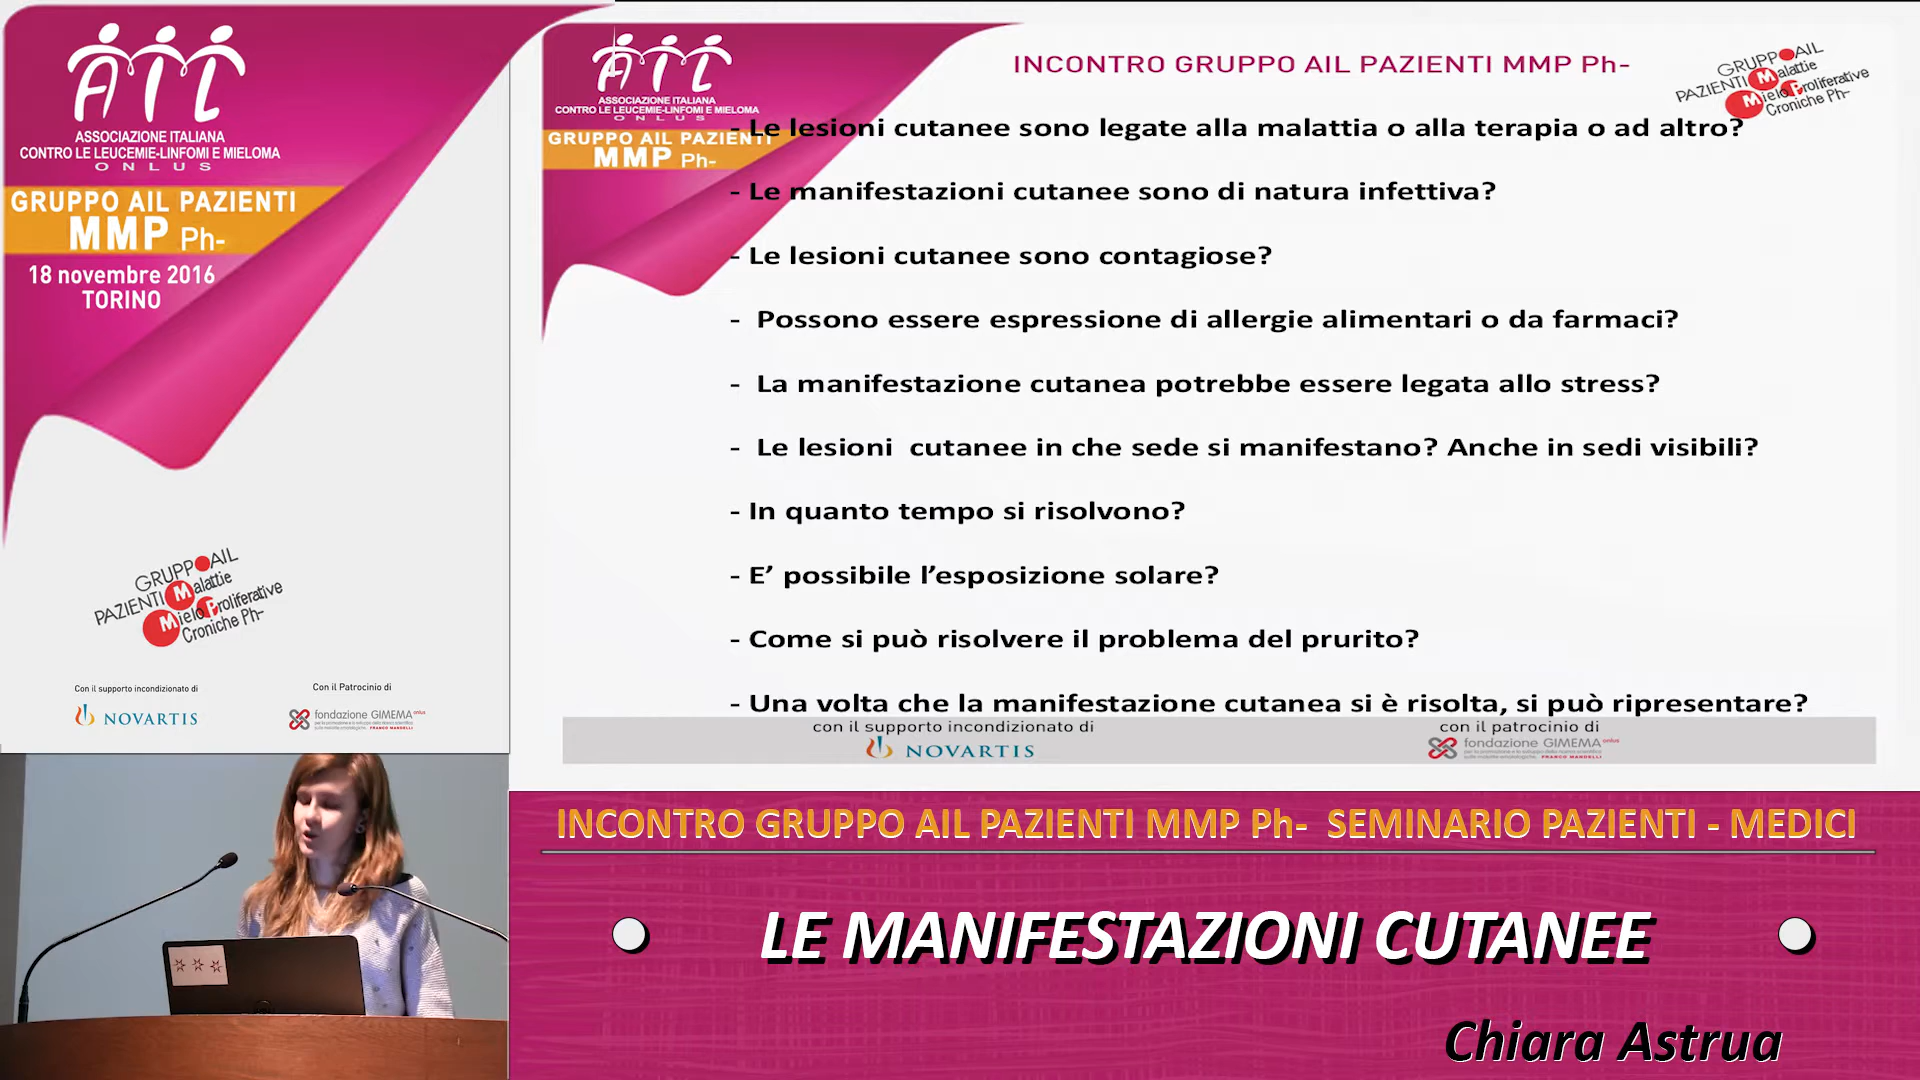 AIL
ASSOCIAZIONE ITALIANA
CONTRO LE LEUCEMIE-LINFOMI E MIELOMA
ONLUS
GRUPPO AIL PAZIENTI
MMP Ph-
18 novembre 2016
TORINO
GRUPPO AIL
PAZIENTI Malattie
Mielo Proliferative
Croniche Ph-
Con il supporto incondizionato di
NOVARTIS
Con il Patrocinio di
fondazione GIMEMA onlus
FRANCO MANDELLI
AIL
ASSOCIAZIONE ITALIANA
CONTRO LE LEUCEMIE-LINFOMI E MIELOMA
ONLUS
GRUPPO AIL PAZIENTI
MMP Ph-
INCONTRO GRUPPO AIL PAZIENTI MMP Ph-
GRUPPO AIL
PAZIENTI Malattie
Mielo Proliferative
Croniche Ph-
- Le lesioni cutanee sono legate alla malattia o alla terapia o ad altro?
- Le manifestazioni cutanee sono di natura infettiva?
- Le lesioni cutanee sono contagiose?
- Possono essere espressione di allergie alimentari o da farmaci?
- La manifestazione cutanea potrebbe essere legata allo stress?
- Le lesioni cutanee in che sede si manifestano? Anche in sedi visibili?
- In quanto tempo si risolvono?
- E’ possibile l’esposizione solare?
- Come si può risolvere il problema del prurito?
- Una volta che la manifestazione cutanea si è risolta, si può ripresentare?
con il supporto incondizionato di
NOVARTIS
con il patrocinio di
fondazione GIMEMA onlus
FRANCO MANDELLI
INCONTRO GRUPPO AIL PAZIENTI MMP Ph- SEMINARIO PAZIENTI - MEDICI
LE MANIFESTAZIONI CUTANEE
Chiara Astrua